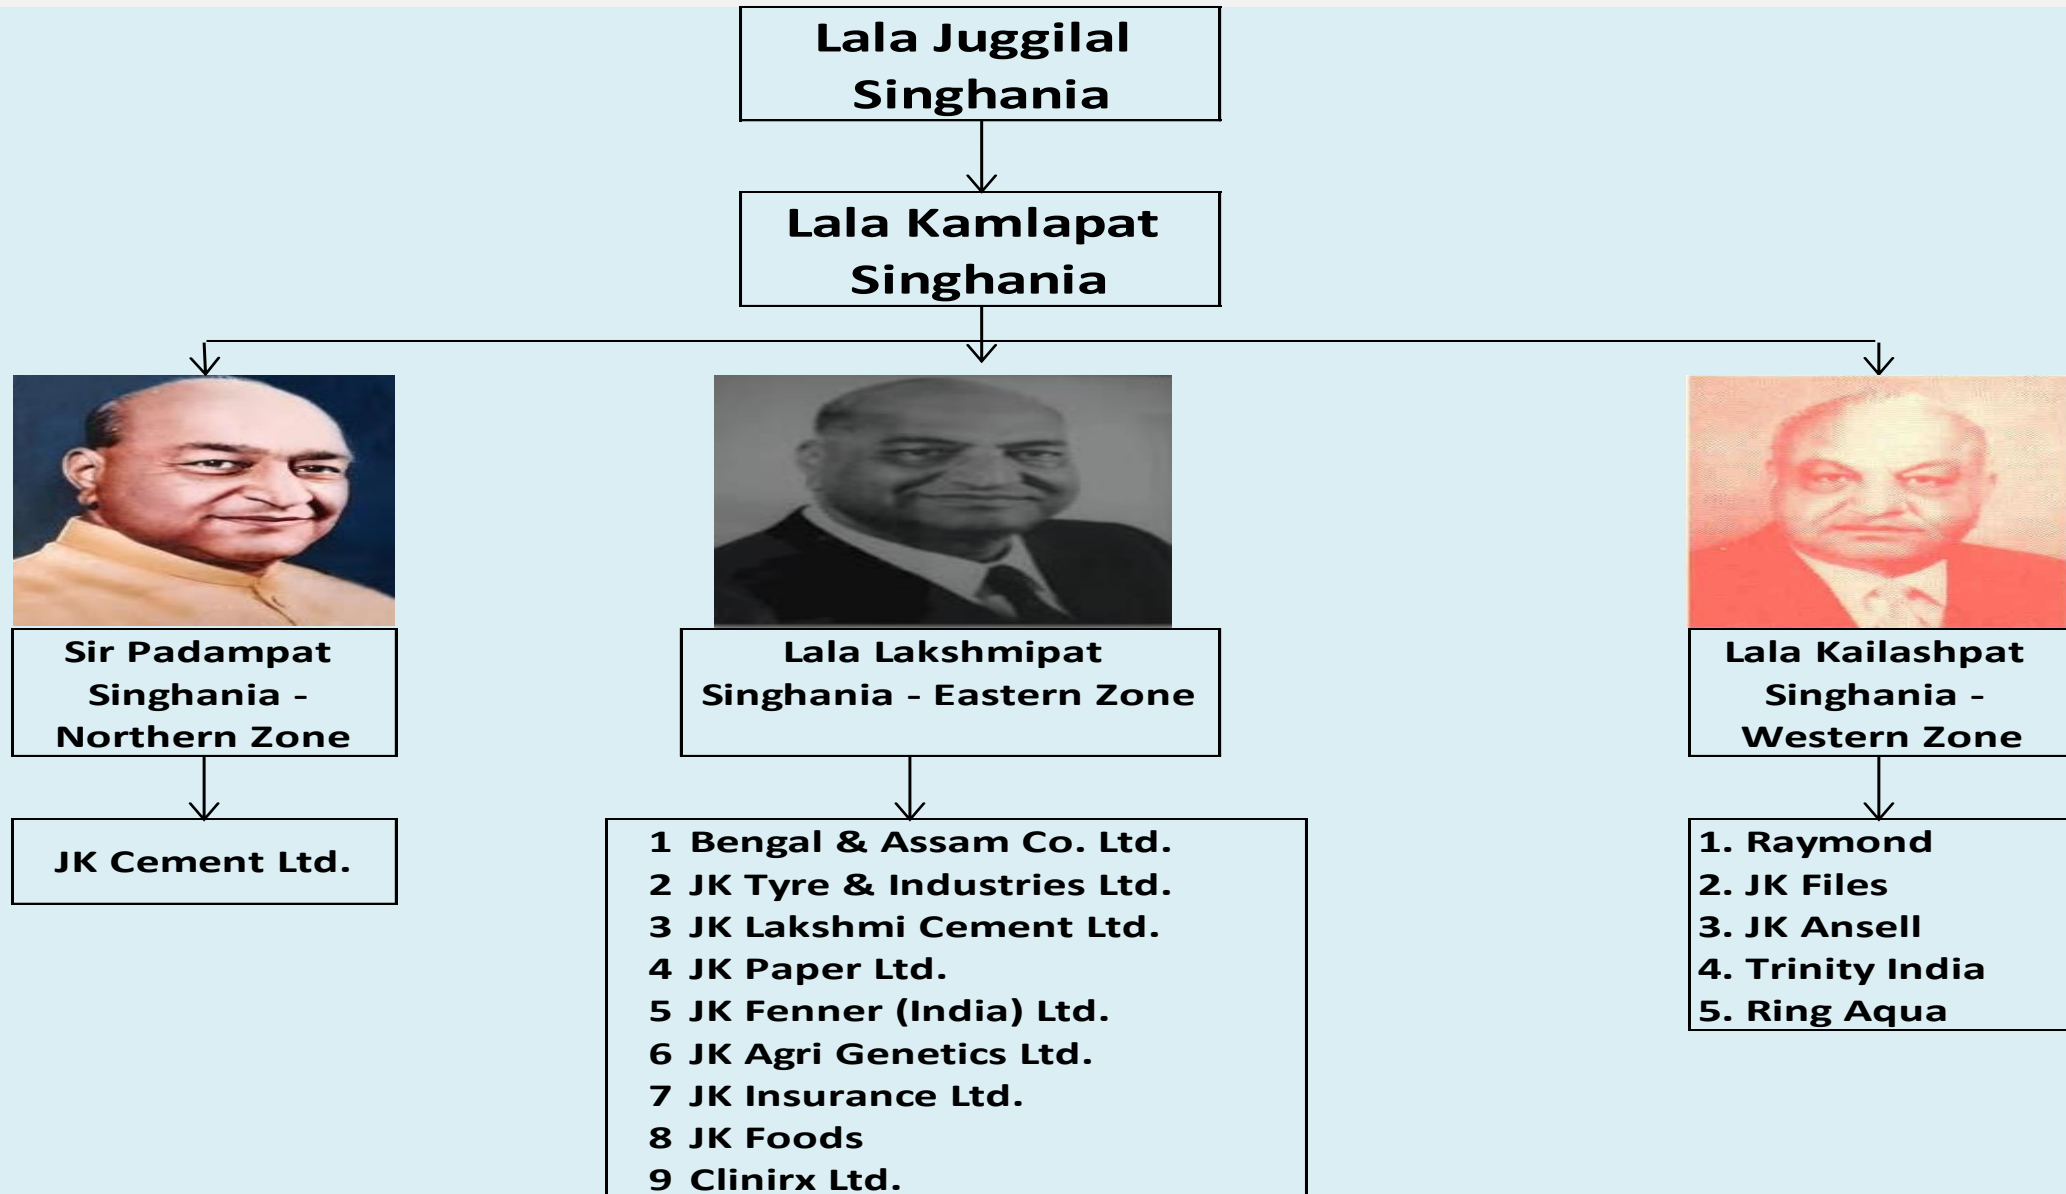 Lala Juggilal
Singhania
Lala Kamlapat
Singhania
Sir Padampat
Singhania -
Northern Zone
Lala Lakshmipat
Singhania - Eastern Zone
Lala Kailashpat
Singhania -
Western Zone
JK Cement Ltd.
1 Bengal & Assam Co. Ltd.
2 JK Tyre & Industries Ltd.
3 JK Lakshmi Cement Ltd.
4 JK Paper Ltd.
5 JK Fenner (India) Ltd.
6 JK Agri Genetics Ltd.
7 JK Insurance Ltd.
8 JK Foods
9 Clinirx Ltd.
1. Raymond
2. JK Files
3. JK Ansell
4. Trinity India
5. Ring Aqua